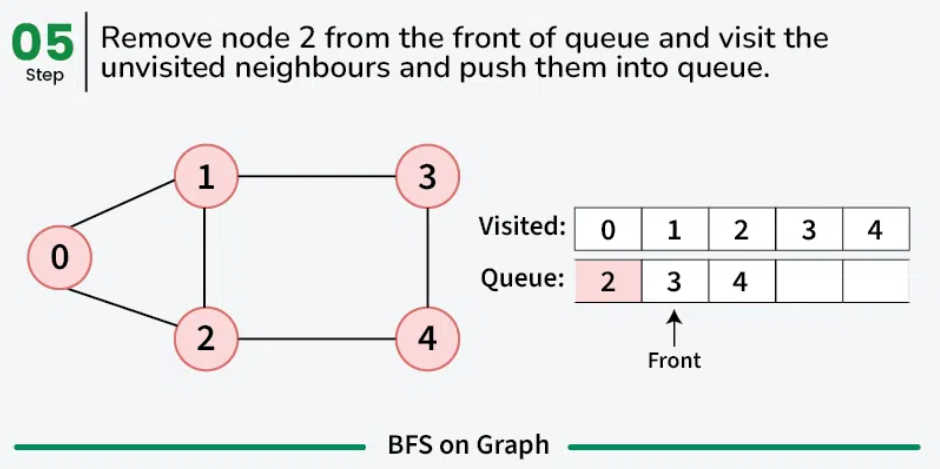 05
Step
Remove node 2 from the front of queue and visit the
unvisited neighbours and push them into queue.
1
3
0
2
4
Visited: 0 1 2 3 4
Queue: 2 3 4
Front
BFS on Graph